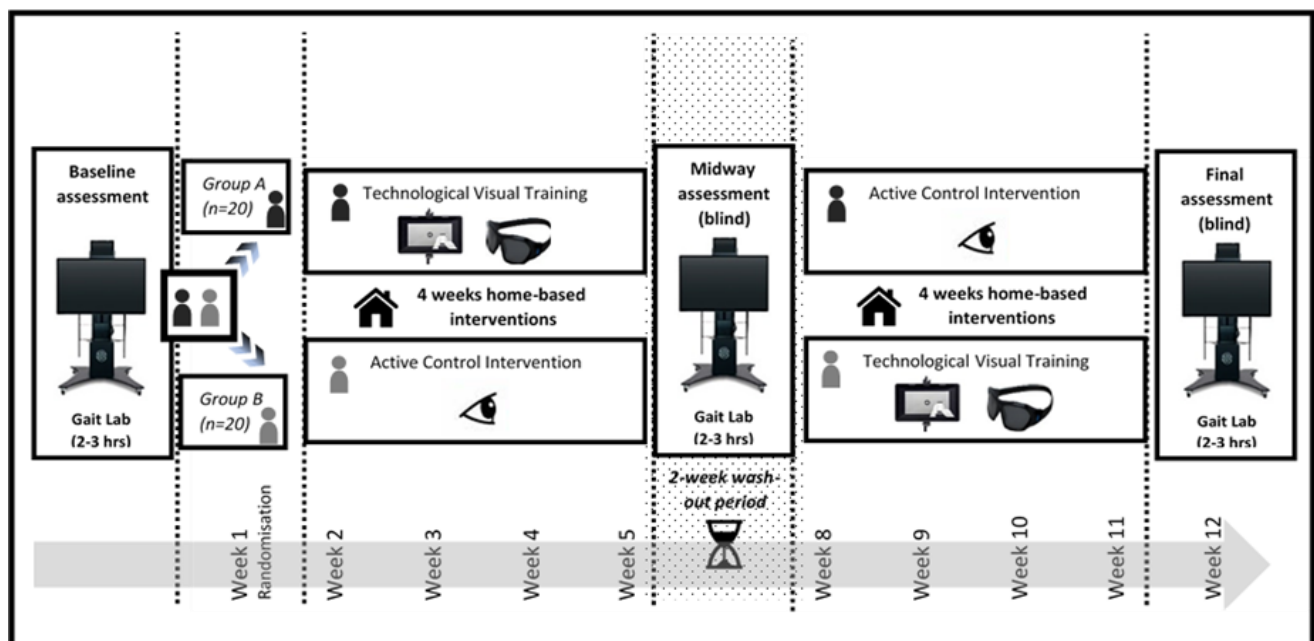 Baseline
assessment
Gait Lab
(2-3 hrs)
Group A
(n=20)
Group B
(n=20)
Technological Visual Training
4 weeks home-based
interventions
Active Control Intervention
Midway
assessment
(blind)
Gait Lab
(2-3 hrs)
2-week wash-
out period
Active Control Intervention
4 weeks home-based
interventions
Technological Visual Training
Final
assessment
(blind)
Gait Lab
(2-3 hrs)
Week 1
Randomisation
Week 2
Week 3
Week 4
Week 5
Week 8
Week 9
Week 10
Week 11
Week 12